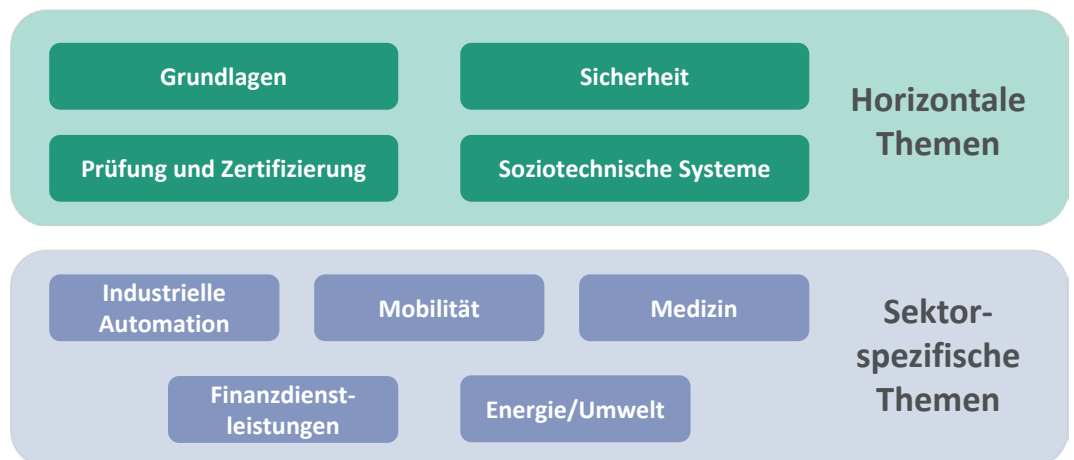 Grundlagen
Sicherheit
Prüfung und Zertifizierung
Soziotechnische Systeme
Horizontale
Themen
Industrielle
Automation
Mobilität
Medizin
Finanzdienst-
leistungen
Energie/Umwelt
Sektor-
spezifische
Themen